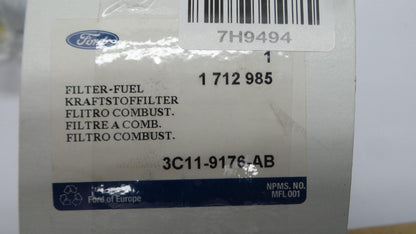 7H9494
Ford
1
1 712 985
FILTER-FUEL
KRAFTSTOFFILTER
FLITRO COMBUST.
FILTRE A COMB.
FILTRO COMBUST.
3C11-9176-AB
Ford of Europe
NPMS. NO.
MFL 001